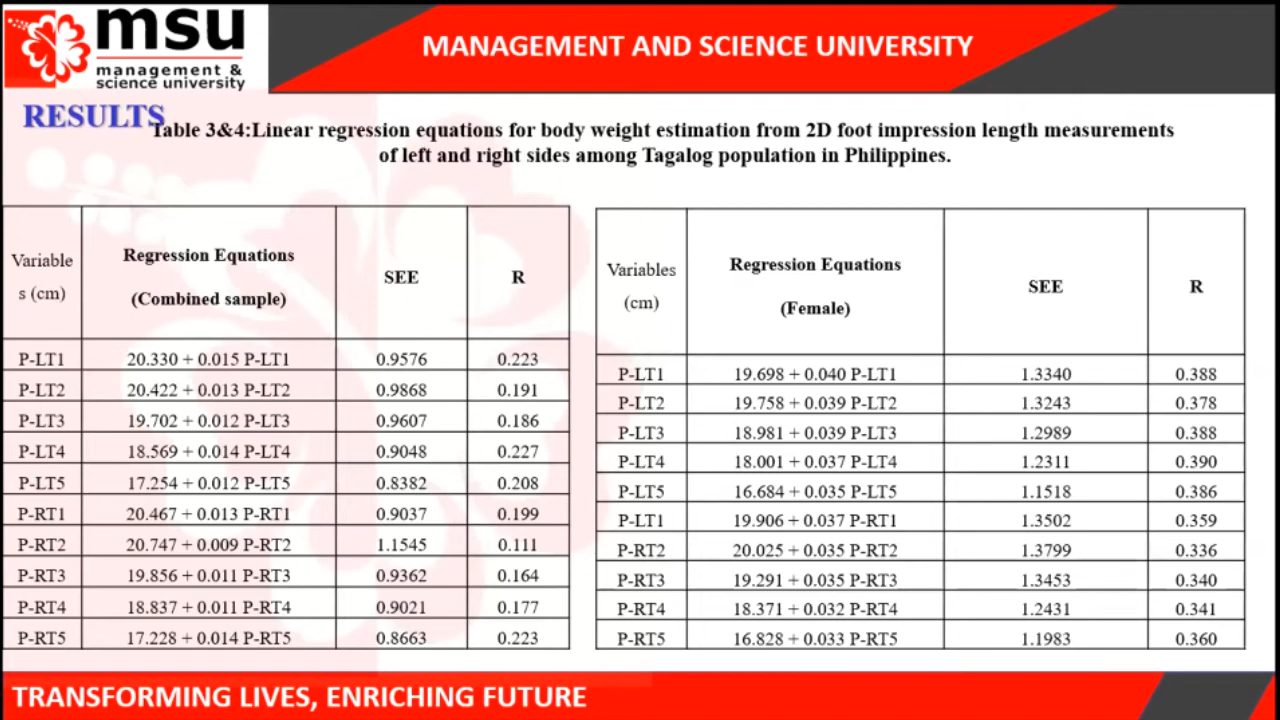 msu
management &
science university
MANAGEMENT AND SCIENCE UNIVERSITY
RESULTS
Table 3&4:Linear regression equations for body weight estimation from 2D foot impression length measurements
of left and right sides among Tagalog population in Philippines.
Variable
s (cm)
Regression Equations
(Combined sample)
SEE
R
P-LT1 20.330 + 0.015 P-LT1 0.9576 0.223
P-LT2 20.422 + 0.013 P-LT2 0.9868 0.191
P-LT3 19.702 + 0.012 P-LT3 0.9607 0.186
P-LT4 18.569 + 0.014 P-LT4 0.9048 0.227
P-LT5 17.254 + 0.012 P-LT5 0.8382 0.208
P-RT1 20.467 + 0.013 P-RT1 0.9037 0.199
P-RT2 20.747 + 0.009 P-RT2 1.1545 0.111
P-RT3 19.856 + 0.011 P-RT3 0.9362 0.164
P-RT4 18.837 + 0.011 P-RT4 0.9021 0.177
P-RT5 17.228 + 0.014 P-RT5 0.8663 0.223
Variables
(cm)
Regression Equations
(Female)
SEE
R
P-LT1 19.698 + 0.040 P-LT1 1.3340 0.388
P-LT2 19.758 + 0.039 P-LT2 1.3243 0.378
P-LT3 18.981 + 0.039 P-LT3 1.2989 0.388
P-LT4 18.001 + 0.037 P-LT4 1.2311 0.390
P-LT5 16.684 + 0.035 P-LT5 1.1518 0.386
P-LT1 19.906 + 0.037 P-RT1 1.3502 0.359
P-RT2 20.025 + 0.035 P-RT2 1.3799 0.336
P-RT3 19.291 + 0.035 P-RT3 1.3453 0.340
P-RT4 18.371 + 0.032 P-RT4 1.2431 0.341
P-RT5 16.828 + 0.033 P-RT5 1.1983 0.360
TRANSFORMING LIVES, ENRICHING FUTURE